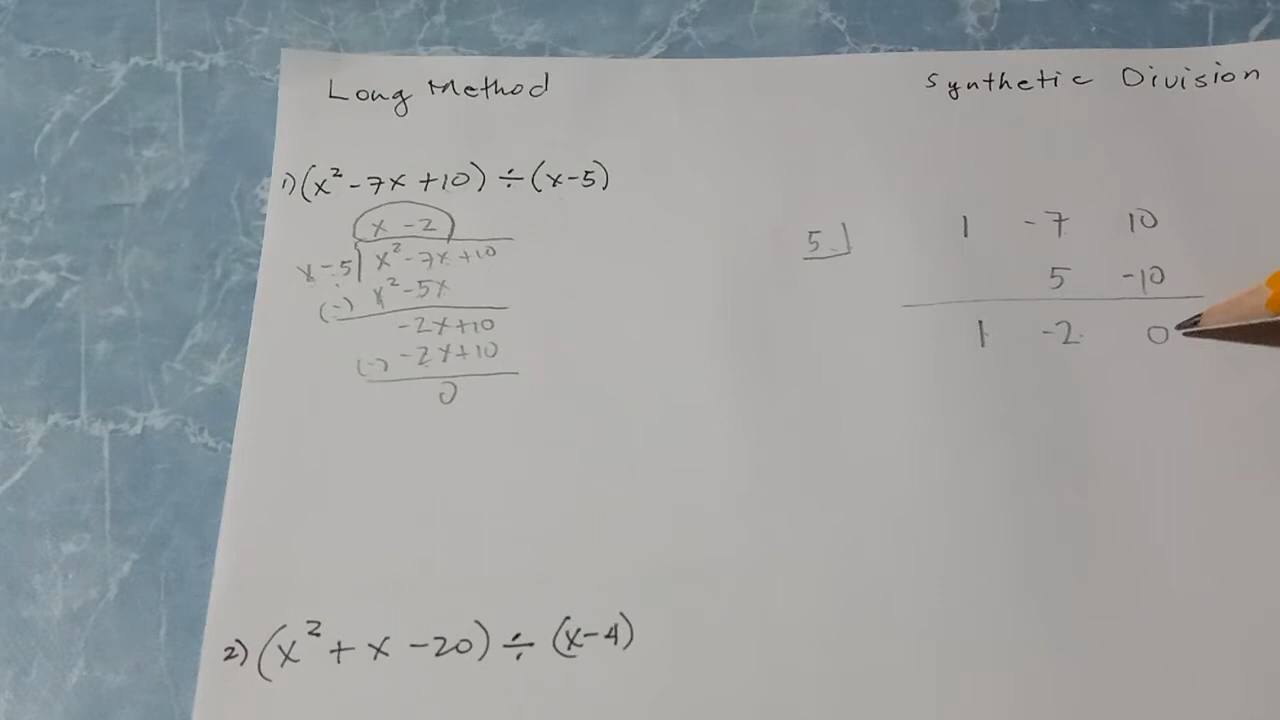 Long Method
Synthetic Division
1) (x² - 7x + 10) ÷ (x - 5)
x - 2
x - 5 | x² - 7x + 10
(-) x² - 5x
-2x + 10
(-) -2x + 10
0
5 | 1 -7 10
5 -10
1 -2 0
2) (x² + x - 20) ÷ (x - 4)